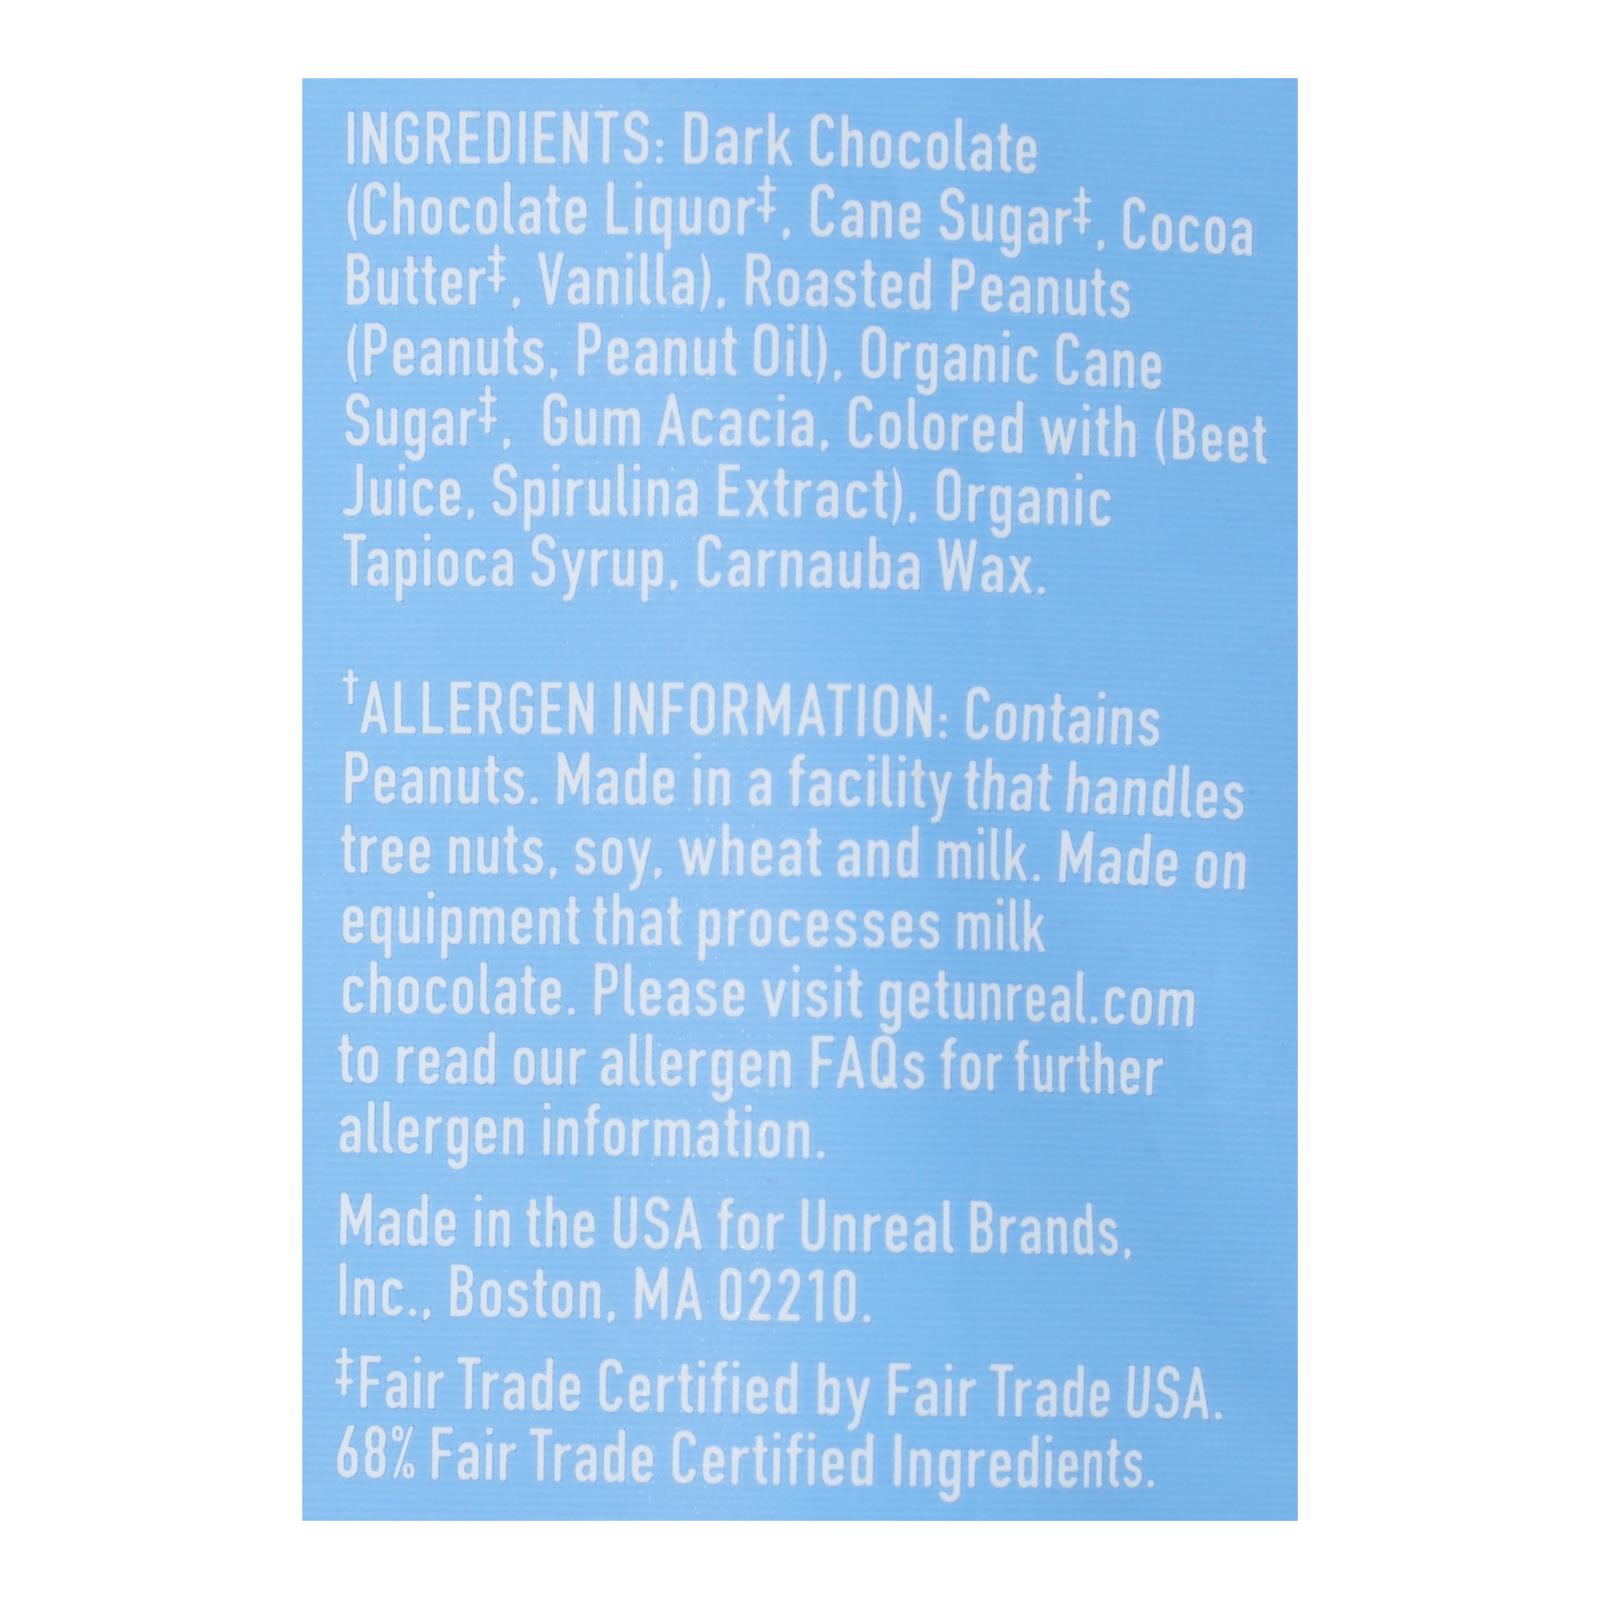 INGREDIENTS: Dark Chocolate
(Chocolate Liquor‡, Cane Sugar‡, Cocoa
Butter‡, Vanilla), Roasted Peanuts
(Peanuts, Peanut Oil), Organic Cane
Sugar‡, Gum Acacia, Colored with (Beet
Juice, Spirulina Extract), Organic
Tapioca Syrup, Carnauba Wax.
†ALLERGEN INFORMATION: Contains
Peanuts. Made in a facility that handles
tree nuts, soy, wheat and milk. Made on
equipment that processes milk
chocolate. Please visit getunreal.com
to read our allergen FAQs for further
allergen information.
Made in the USA for Unreal Brands,
Inc., Boston, MA 02210.
‡Fair Trade Certified by Fair Trade USA.
68% Fair Trade Certified Ingredients.